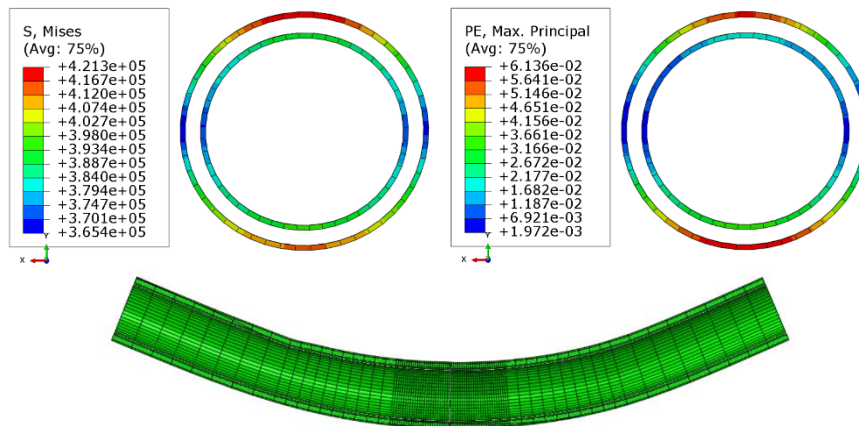 S, Mises
(Avg: 75%)
+4.213e+05
+4.167e+05
+4.120e+05
+4.074e+05
+4.027e+05
+3.980e+05
+3.934e+05
+3.887e+05
+3.840e+05
+3.794e+05
+3.747e+05
+3.701e+05
+3.654e+05
Y
X
PE, Max. Principal
(Avg: 75%)
+6.136e-02
+5.641e-02
+5.146e-02
+4.651e-02
+4.156e-02
+3.661e-02
+3.166e-02
+2.672e-02
+2.177e-02
+1.682e-02
+1.187e-02
+6.921e-03
+1.972e-03
Y
X